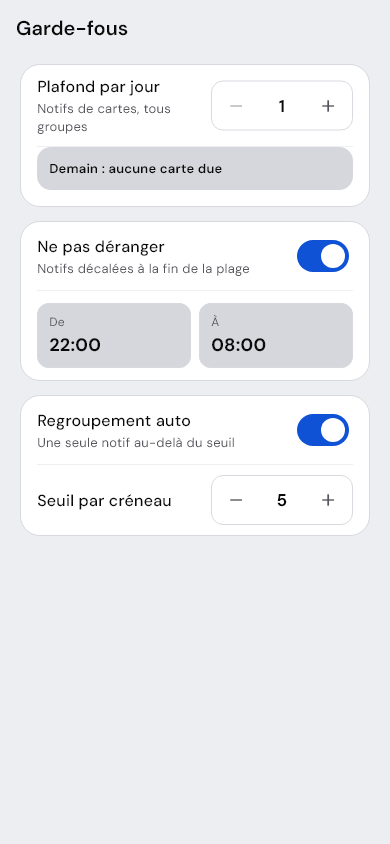 Garde-fous
Plafond par jour
Notifs de cartes, tous
groupes
− 1 +
Demain : aucune carte due
Ne pas déranger
Notifs décalées à la fin de la plage
De
22:00
À
08:00
Regroupement auto
Une seule notif au-delà du seuil
Seuil par créneau
− 5 +